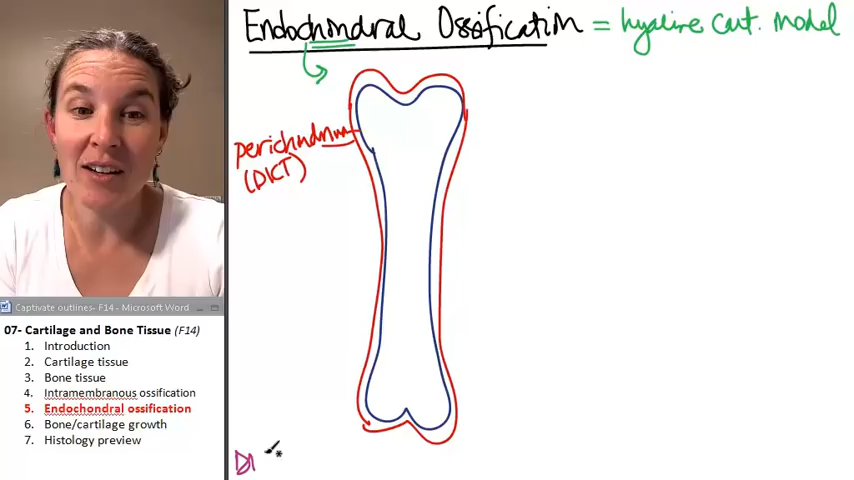 Endochondral Ossification = hyaline cart. model
perichondrium
(DICT)
Captivate outlines- F14 - Microsoft Word
07- Cartilage and Bone Tissue (F14)
1. Introduction
2. Cartilage tissue
3. Bone tissue
4. Intramembranous ossification
5. Endochondral ossification
6. Bone/cartilage growth
7. Histology preview